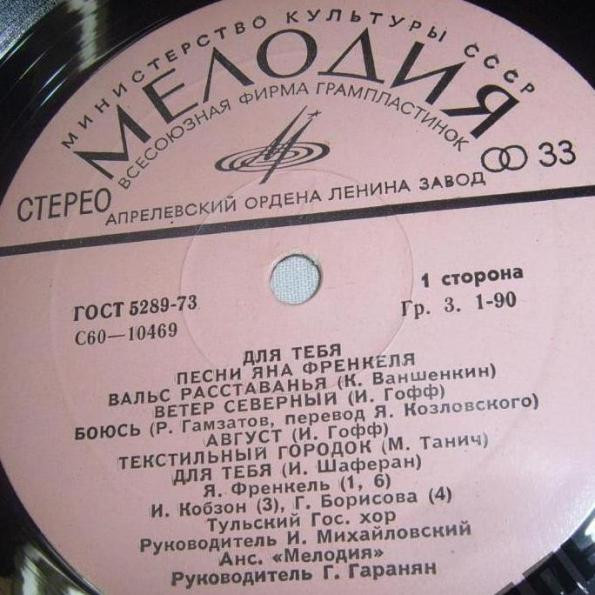 МИНИСТЕРСТВО КУЛЬТУРЫ СССР
МЕЛОДИЯ
ВСЕСОЮЗНАЯ ФИРМА ГРАМПЛАСТИНОК
СТЕРЕО
33
АПРЕЛЕВСКИЙ ОРДЕНА ЛЕНИНА ЗАВОД
ГОСТ 5289-73
С60—10469
1 сторона
Гр. 3. 1-90
ДЛЯ ТЕБЯ
ПЕСНИ ЯНА ФРЕНКЕЛЯ
ВАЛЬС РАССТАВАНЬЯ (К. Ваншенкин)
ВЕТЕР СЕВЕРНЫЙ (И. Гофф)
БОЮСЬ (Р. Гамзатов, перевод Я. Козловского)
АВГУСТ (И. Гофф)
ТЕКСТИЛЬНЫЙ ГОРОДОК (М. Танич)
ДЛЯ ТЕБЯ (И. Шаферан)
Я. Френкель (1, 6)
И. Кобзон (3), Г. Борисова (4)
Тульский Гос. хор
Руководитель И. Михайловский
Анс. «Мелодия»
Руководитель Г. Гаранян